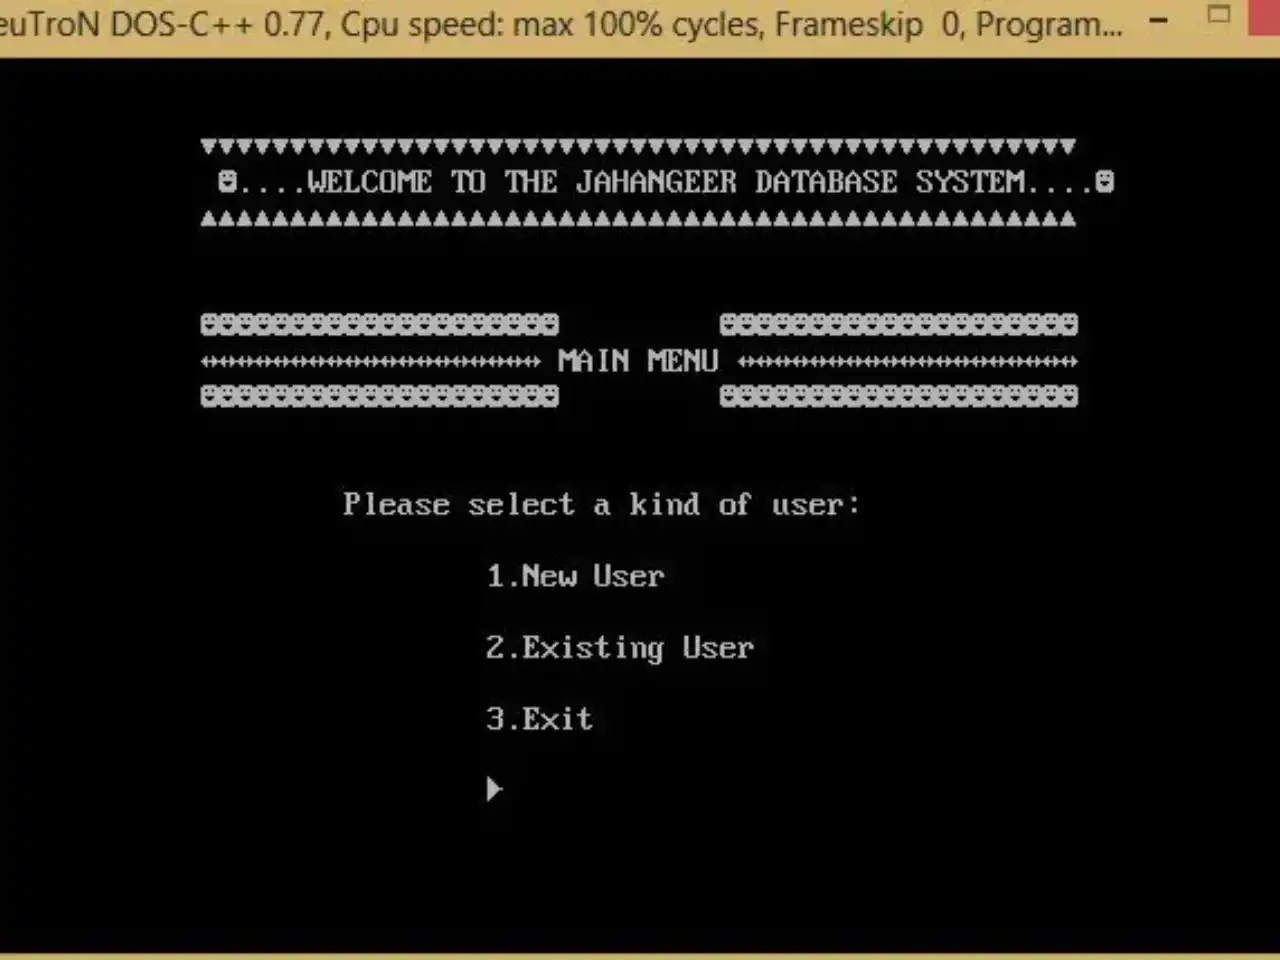 DOS-C++ 0.77, Cpu speed: max 100% cycles, Frameskip 0, Program...
....WELCOME TO THE JAHANGEER DATABASE SYSTEM....
MAIN MENU
Please select a kind of user:
1.New User
2.Existing User
3.Exit